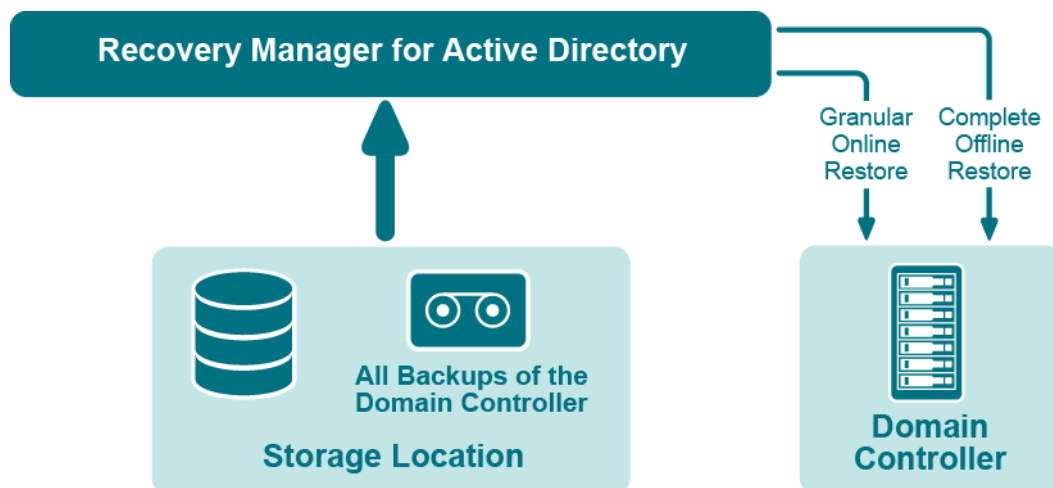 Recovery Manager for Active Directory
Granular
Online
Restore
Complete
Offline
Restore
All Backups of the
Domain Controller
Storage Location
Domain
Controller